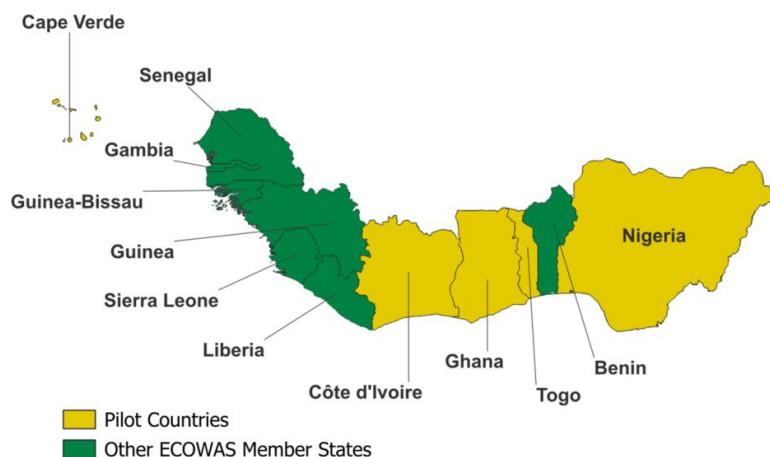 Cape Verde
Senegal
Gambia
Guinea-Bissau
Guinea
Sierra Leone
Liberia
Côte d'Ivoire
Ghana
Togo
Benin
Nigeria
Pilot Countries
Other ECOWAS Member States